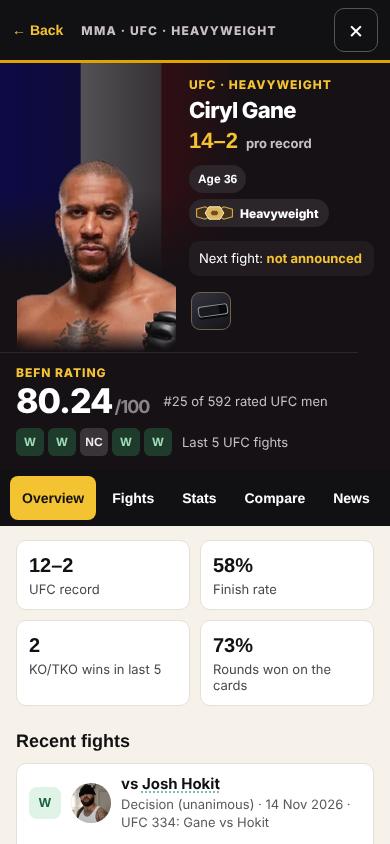 ← Back MMA · UFC · HEAVYWEIGHT ×
UFC · HEAVYWEIGHT
Ciryl Gane
14–2 pro record
Age 36
Heavyweight
Next fight: not announced
BEFN RATING
80.24/100 #25 of 592 rated UFC men
W W NC W W Last 5 UFC fights
Overview Fights Stats Compare News
12–2
UFC record
58%
Finish rate
2
KO/TKO wins in last 5
73%
Rounds won on the
cards
Recent fights
W
vs Josh Hokit
Decision (unanimous) · 14 Nov 2026 ·
UFC 334: Gane vs Hokit